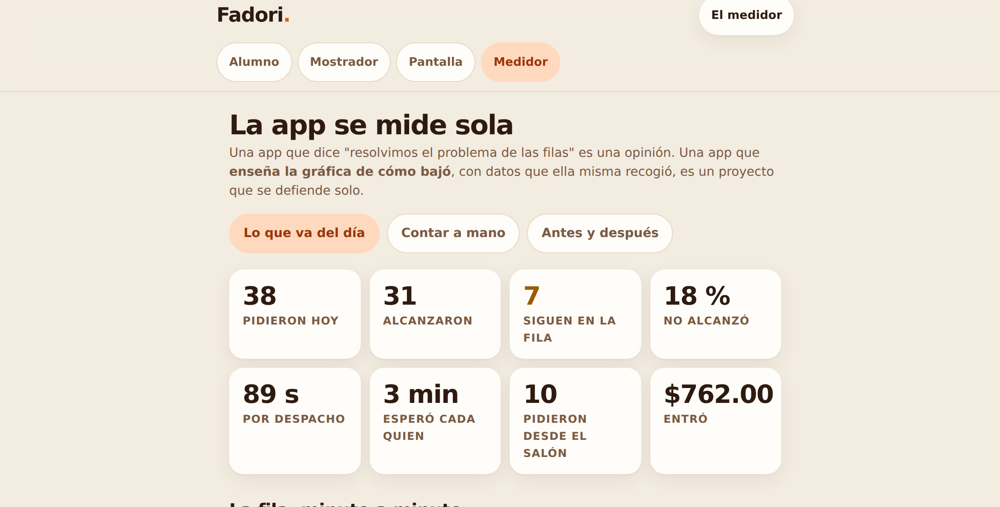 Fadori.
El medidor
Alumno
Mostrador
Pantalla
Medidor
La app se mide sola
Una app que dice "resolvimos el problema de las filas" es una opinión. Una app que
enseña la gráfica de cómo bajó, con datos que ella misma recogió, es un proyecto
que se defiende solo.
Lo que va del día
Contar a mano
Antes y después
38
PIDIERON HOY
31
ALCANZARON
7
SIGUEN EN LA
FILA
18 %
NO ALCANZÓ
89 s
POR DESPACHO
3 min
ESPERÓ CADA
QUIEN
10
PIDIERON
DESDE EL
SALÓN
$762.00
ENTRÓ
La fila, minuto a minuto